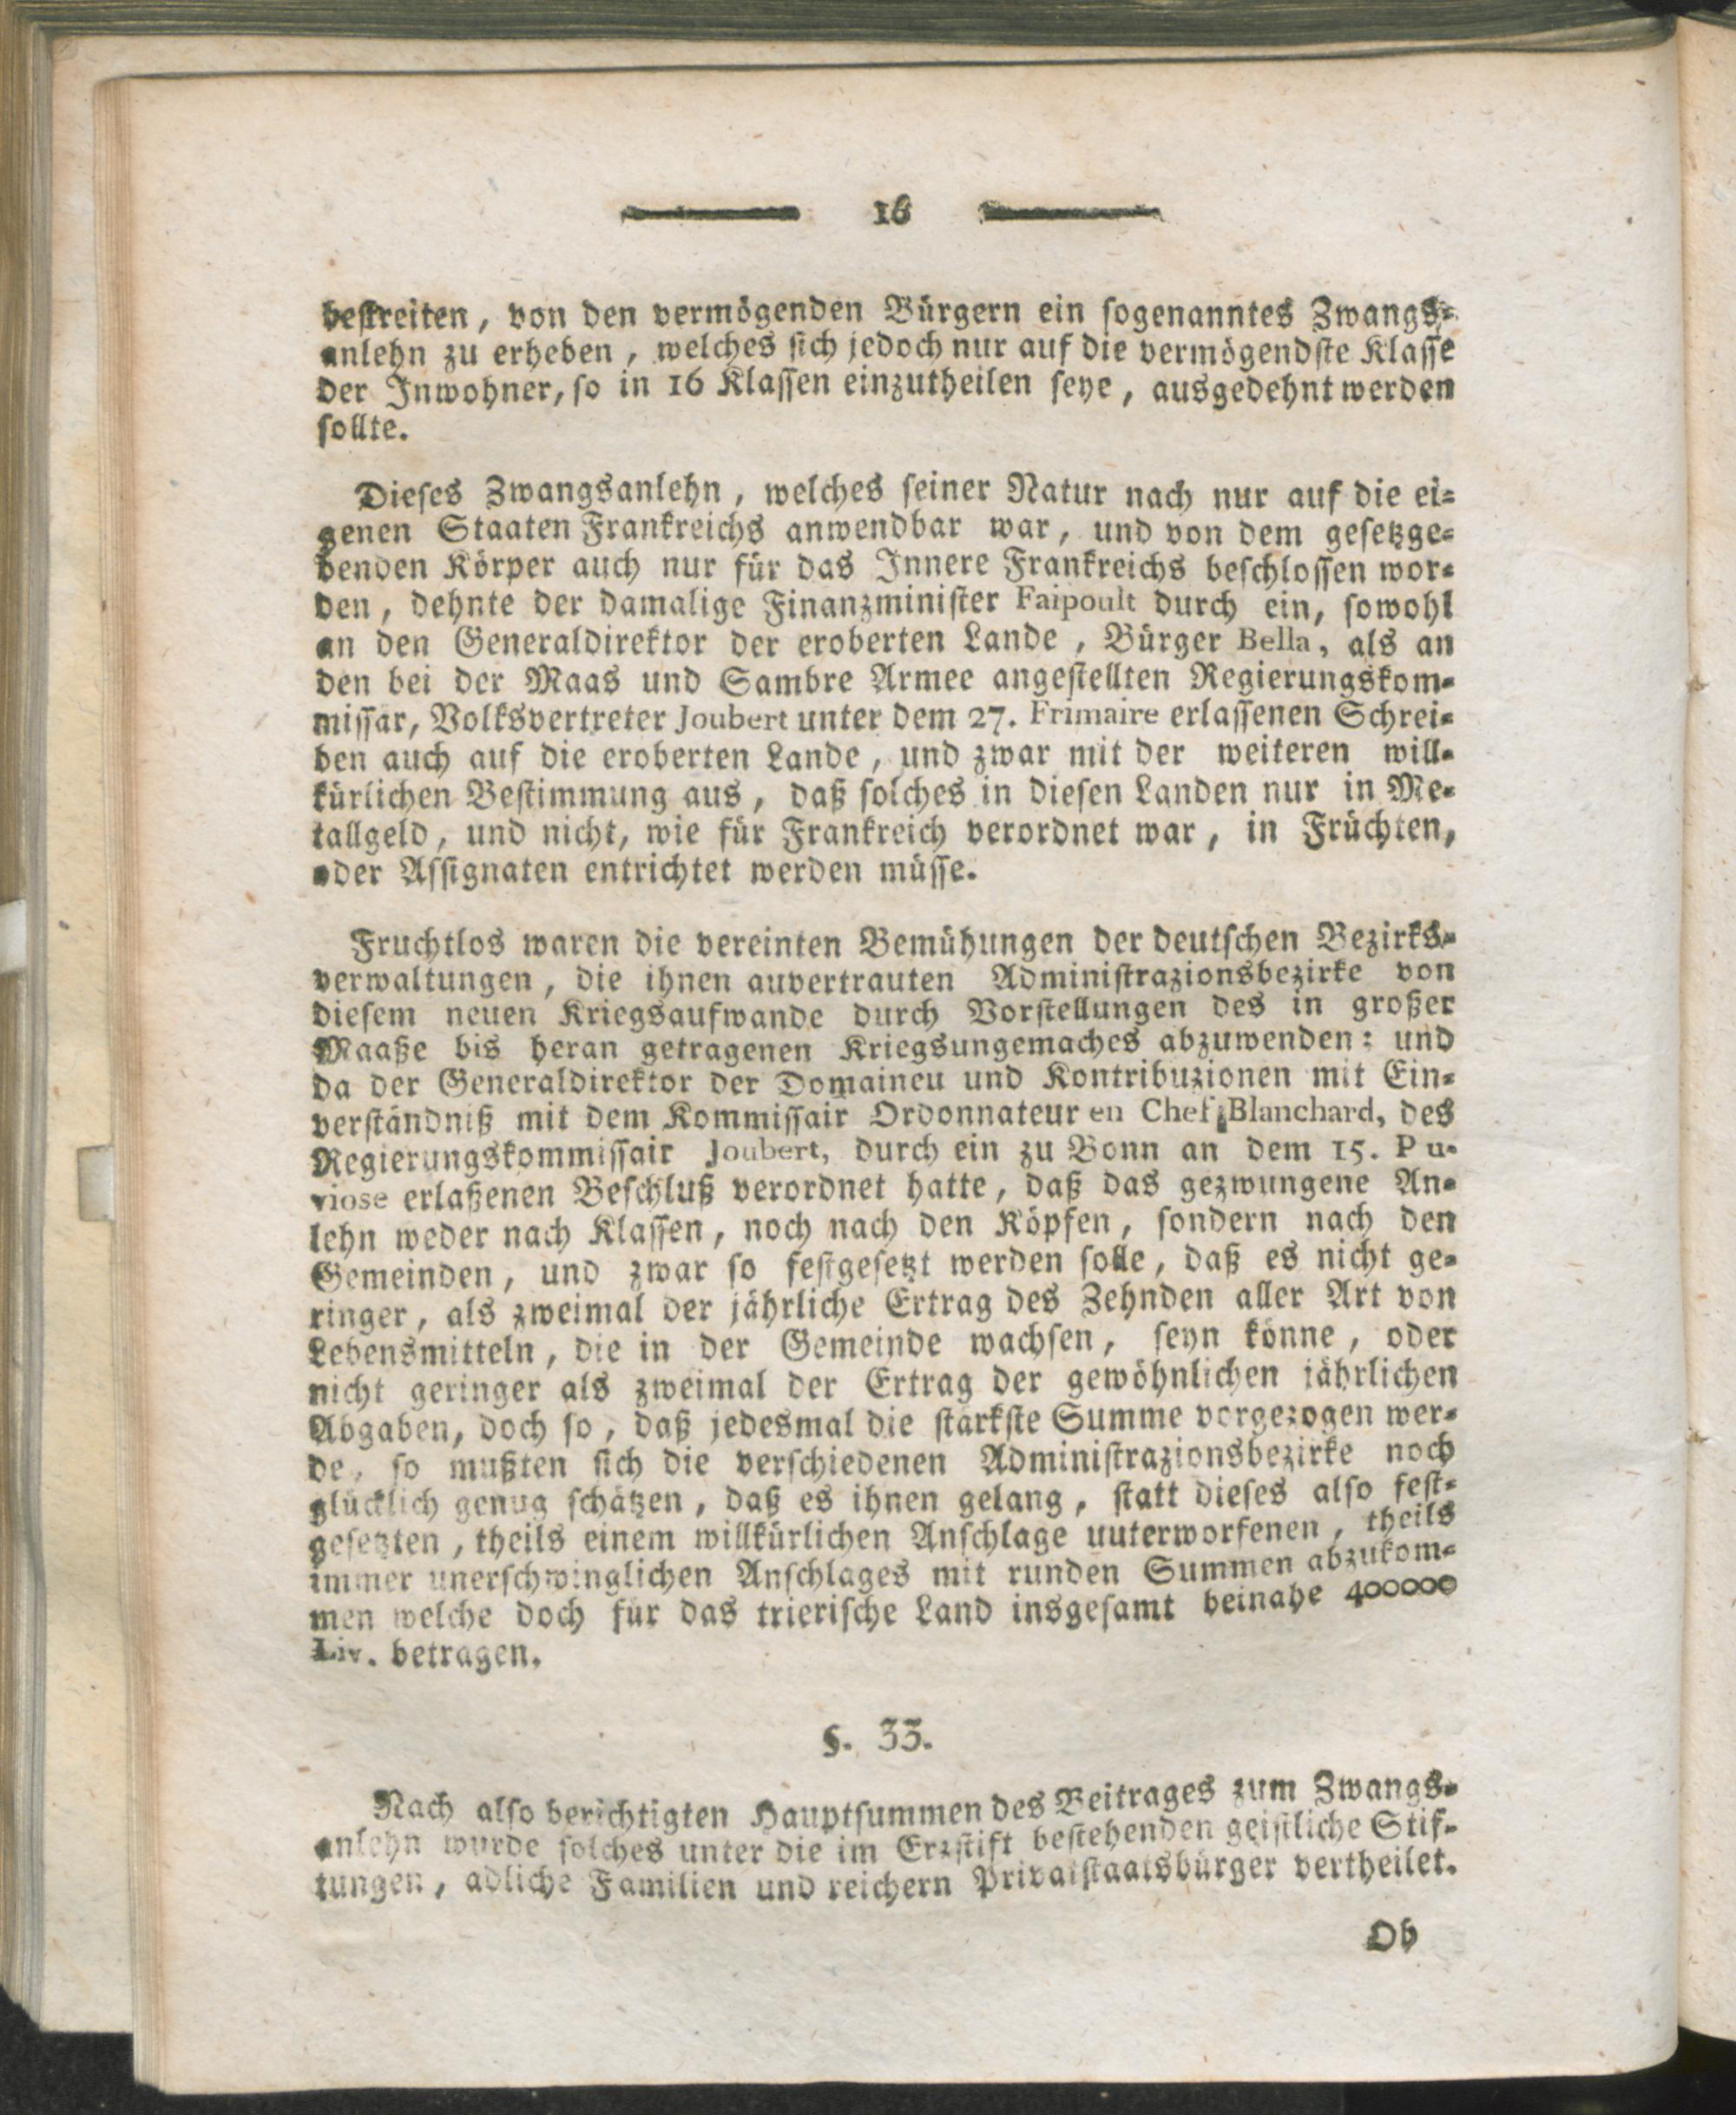 16
bestreiten, von den vermögenden Bürgern ein sogenanntes Zwangs-
anlehn zu erheben, welches sich jedoch nur auf die vermögendste Klasse
der Inwohner, so in 16 Klassen einzutheilen seye, ausgedehnt werden
sollte.
Dieses Zwangsanlehn, welches seiner Natur nach nur auf die ei-
genen Staaten Frankreichs anwendbar war, und von dem gesetzge-
benden Körper auch nur für das Innere Frankreichs beschlossen wor-
den, dehnte der damalige Finanzminister Faipoult durch ein, sowohl
an den Generaldirektor der eroberten Lande, Bürger Bella, als an
den bei der Maas und Sambre Armee angestellten Regierungskom-
missär, Volksvertreter Joubert unter dem 27. Frimaire erlassenen Schrei-
ben auch auf die eroberten Lande, und zwar mit der weiteren will-
kürlichen Bestimmung aus, daß solches in diesen Landen nur in Me-
tallgeld, und nicht, wie für Frankreich verordnet war, in Früchten,
oder Assignaten entrichtet werden müsse.
Fruchtlos waren die vereinten Bemühungen der deutschen Bezirks-
verwaltungen, die ihnen auvertrauten Administrazionsbezirke von
diesem neuen Kriegsaufwande durch Vorstellungen des in großer
Maaße bis heran getragenen Kriegsungemaches abzuwenden: und
da der Generaldirektor der Domaineu und Kontribuzionen mit Ein-
verständniß mit dem Kommissair Ordonnateur en Chef Blanchard, des
Regierungskommissair Joubert, durch ein zu Bonn an dem 15. P u-
viose erlaßenen Beschluß verordnet hatte, daß das gezwungene An-
lehn weder nach Klassen, noch nach den Köpfen, sondern nach den
Gemeinden, und zwar so festgesetzt werden solle, daß es nicht ge-
ringer, als zweimal der jährliche Ertrag des Zehnden aller Art von
Lebensmitteln, die in der Gemeinde wachsen, seyn könne, oder
nicht geringer als zweimal der Ertrag der gewöhnlichen jährlichen
Abgaben, doch so, daß jedesmal die stärkste Summe vorgezogen wer-
de, so mußten sich die verschiedenen Administrazionsbezirke noch
glücklich genug schätzen, daß es ihnen gelang, statt dieses also fest-
gesetzten, theils einem willkürlichen Anschlage uuterworfenen, theils
immer unerschwinglichen Anschlages mit runden Summen abzukom-
men welche doch für das trierische Land insgesamt beinahe 400000
Liv. betragen.
§. 33.
Nach also berichtigten Hauptsummen des Beitrages zum Zwangs-
anlehn wurde solches unter die im Erzstift bestehenden geistliche Stif-
tungen, adliche Familien und reichern Privatstaatsbürger vertheilet.
Ob